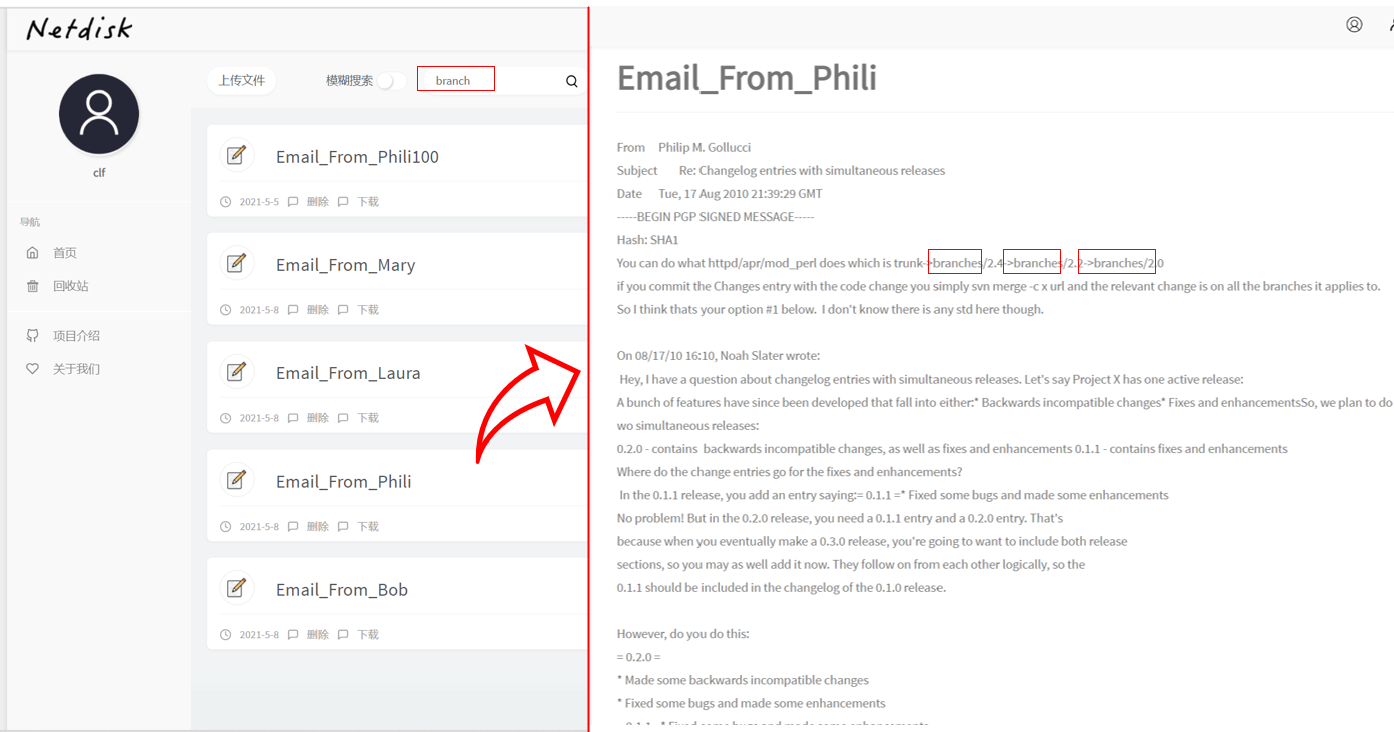 Netdisk
clf
导航
首页
回收站
项目介绍
关于我们
上传文件
模糊搜索
branch
Email_From_Phili100
2021-5-5 删除 下载
Email_From_Mary
2021-5-8 删除 下载
Email_From_Laura
2021-5-8 删除 下载
Email_From_Phili
2021-5-8 删除 下载
Email_From_Bob
2021-5-8 删除 下载
Email_From_Phili
From Philip M. Gollucci
Subject Re: Changelog entries with simultaneous releases
Date Tue, 17 Aug 2010 21:39:29 GMT
-----BEGIN PGP SIGNED MESSAGE-----
Hash: SHA1
You can do what httpd/apr/mod_perl does which is trunk->branches/2.4->branches/2.2->branches/2.0
if you commit the Changes entry with the code change you simply svn merge -c x url and the relevant change is on all the branches it applies to.
So I think thats your option #1 below. I don't know there is any std here though.
On 08/17/10 16:10, Noah Slater wrote:
Hey, I have a question about changelog entries with simultaneous releases. Let's say Project X has one active release:
A bunch of features have since been developed that fall into either:* Backwards incompatible changes* Fixes and enhancementsSo, we plan to do
wo simultaneous releases:
0.2.0 - contains backwards incompatible changes, as well as fixes and enhancements 0.1.1 - contains fixes and enhancements
Where do the change entries go for the fixes and enhancements?
In the 0.1.1 release, you add an entry saying:= 0.1.1 =* Fixed some bugs and made some enhancements
No problem! But in the 0.2.0 release, you need a 0.1.1 entry and a 0.2.0 entry. That's
because when you eventually make a 0.3.0 release, you're going to want to include both release
sections, so you may as well add it now. They follow on from each other logically, so the
0.1.1 should be included in the changelog of the 0.1.0 release.
However, do you do this:
= 0.2.0 =
* Made some backwards incompatible changes
* Fixed some bugs and made some enhancements